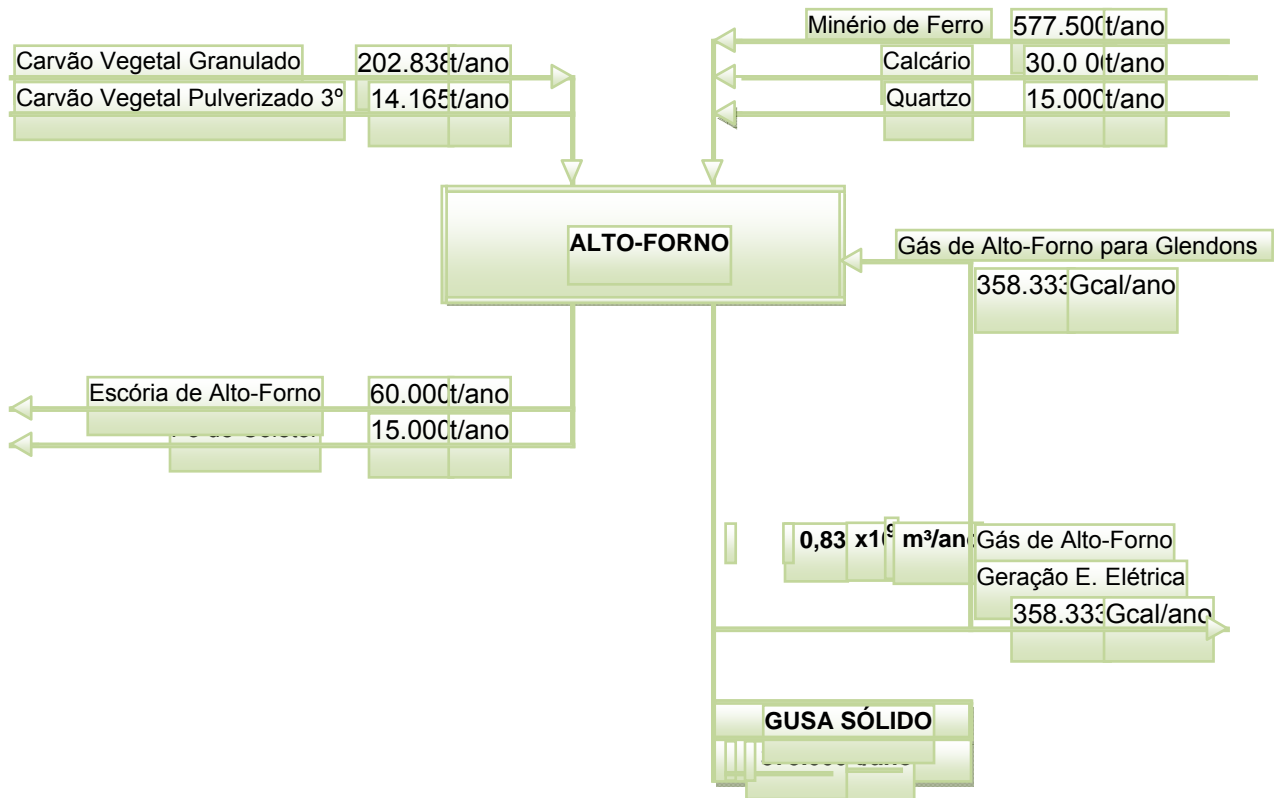 Minério de Ferro 577.500 t/ano
Carvão Vegetal Granulado 202.838 t/ano
Calcário 30.0 0 t/ano
Carvão Vegetal Pulverizado 3º 14.165 t/ano
Quartzo 15.000 t/ano
ALTO-FORNO
Gás de Alto-Forno para Glendons
358.333 Gcal/ano
Escória de Alto-Forno 60.000 t/ano
15.000 t/ano
0,83 x10⁹ m³/ano
Gás de Alto-Forno
Geração E. Elétrica
358.333 Gcal/ano
GUSA SÓLIDO